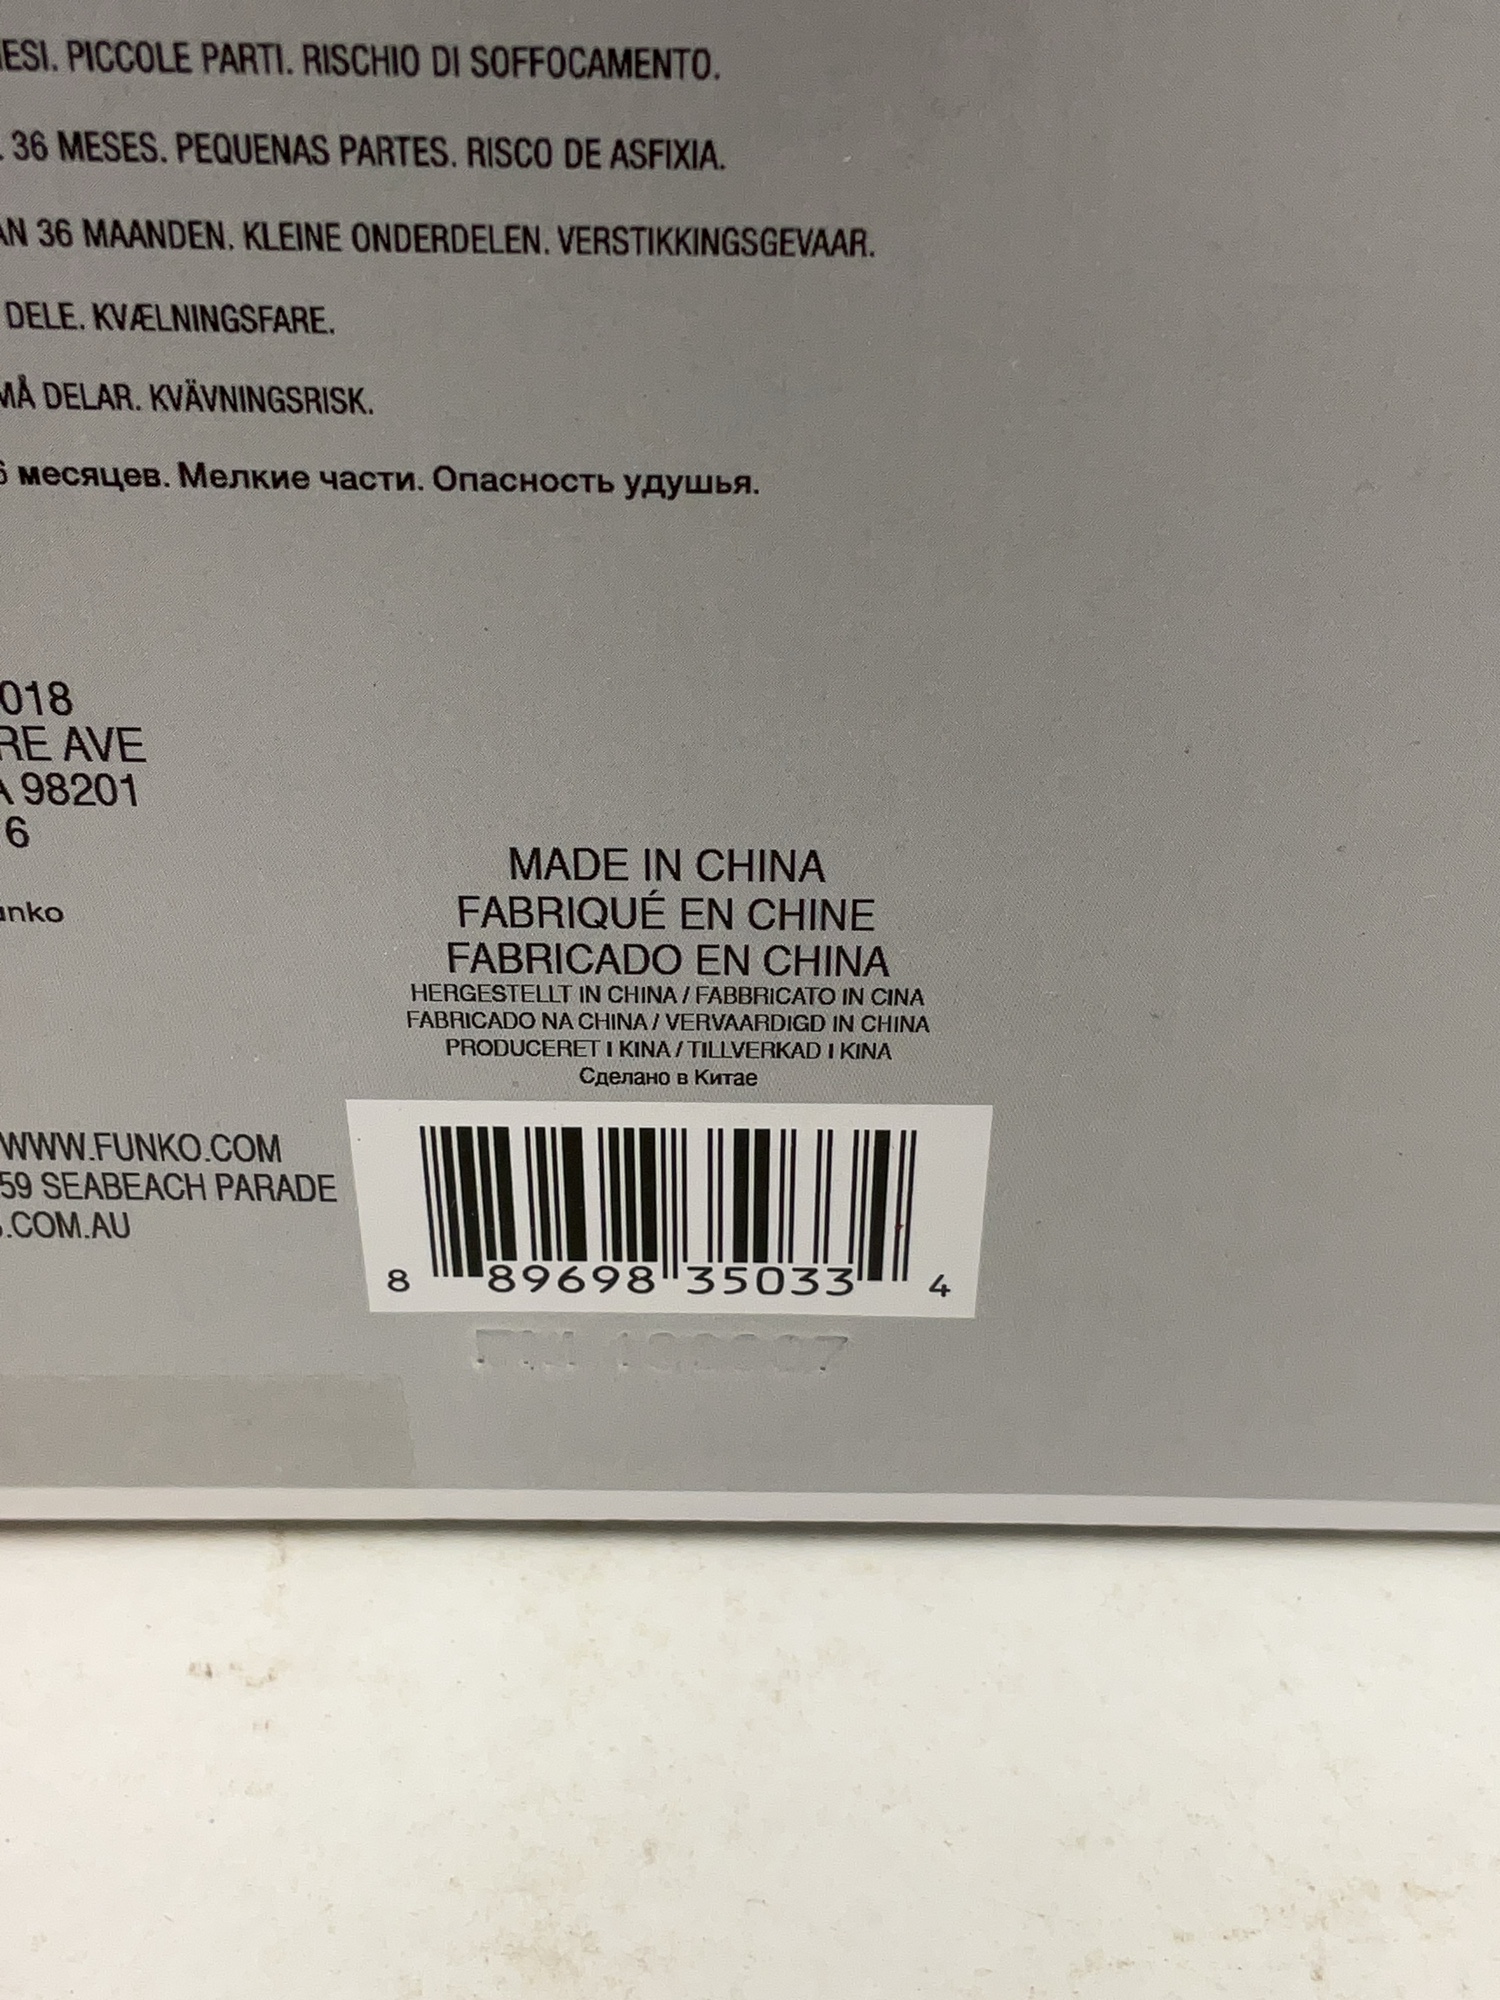 ESI. PICCOLE PARTI. RISCHIO DI SOFFOCAMENTO.
. 36 MESES. PEQUENAS PARTES. RISCO DE ASFIXIA.
AN 36 MAANDEN. KLEINE ONDERDELEN. VERSTIKKINGSGEVAAR.
DELE. KVÆLNINGSFARE.
MÅ DELAR. KVÄVNINGSRISK.
6 месяцев. Мелкие части. Опасность удушья.
018
RE AVE
A 98201
6
unko
MADE IN CHINA
FABRIQUÉ EN CHINE
FABRICADO EN CHINA
HERGESTELLT IN CHINA / FABBRICATO IN CINA
FABRICADO NA CHINA / VERVAARDIGD IN CHINA
PRODUCERET I KINA / TILLVERKAD I KINA
Сделано в Китае
WWW.FUNKO.COM
59 SEABEACH PARADE
.COM.AU
8 89698 35033 4